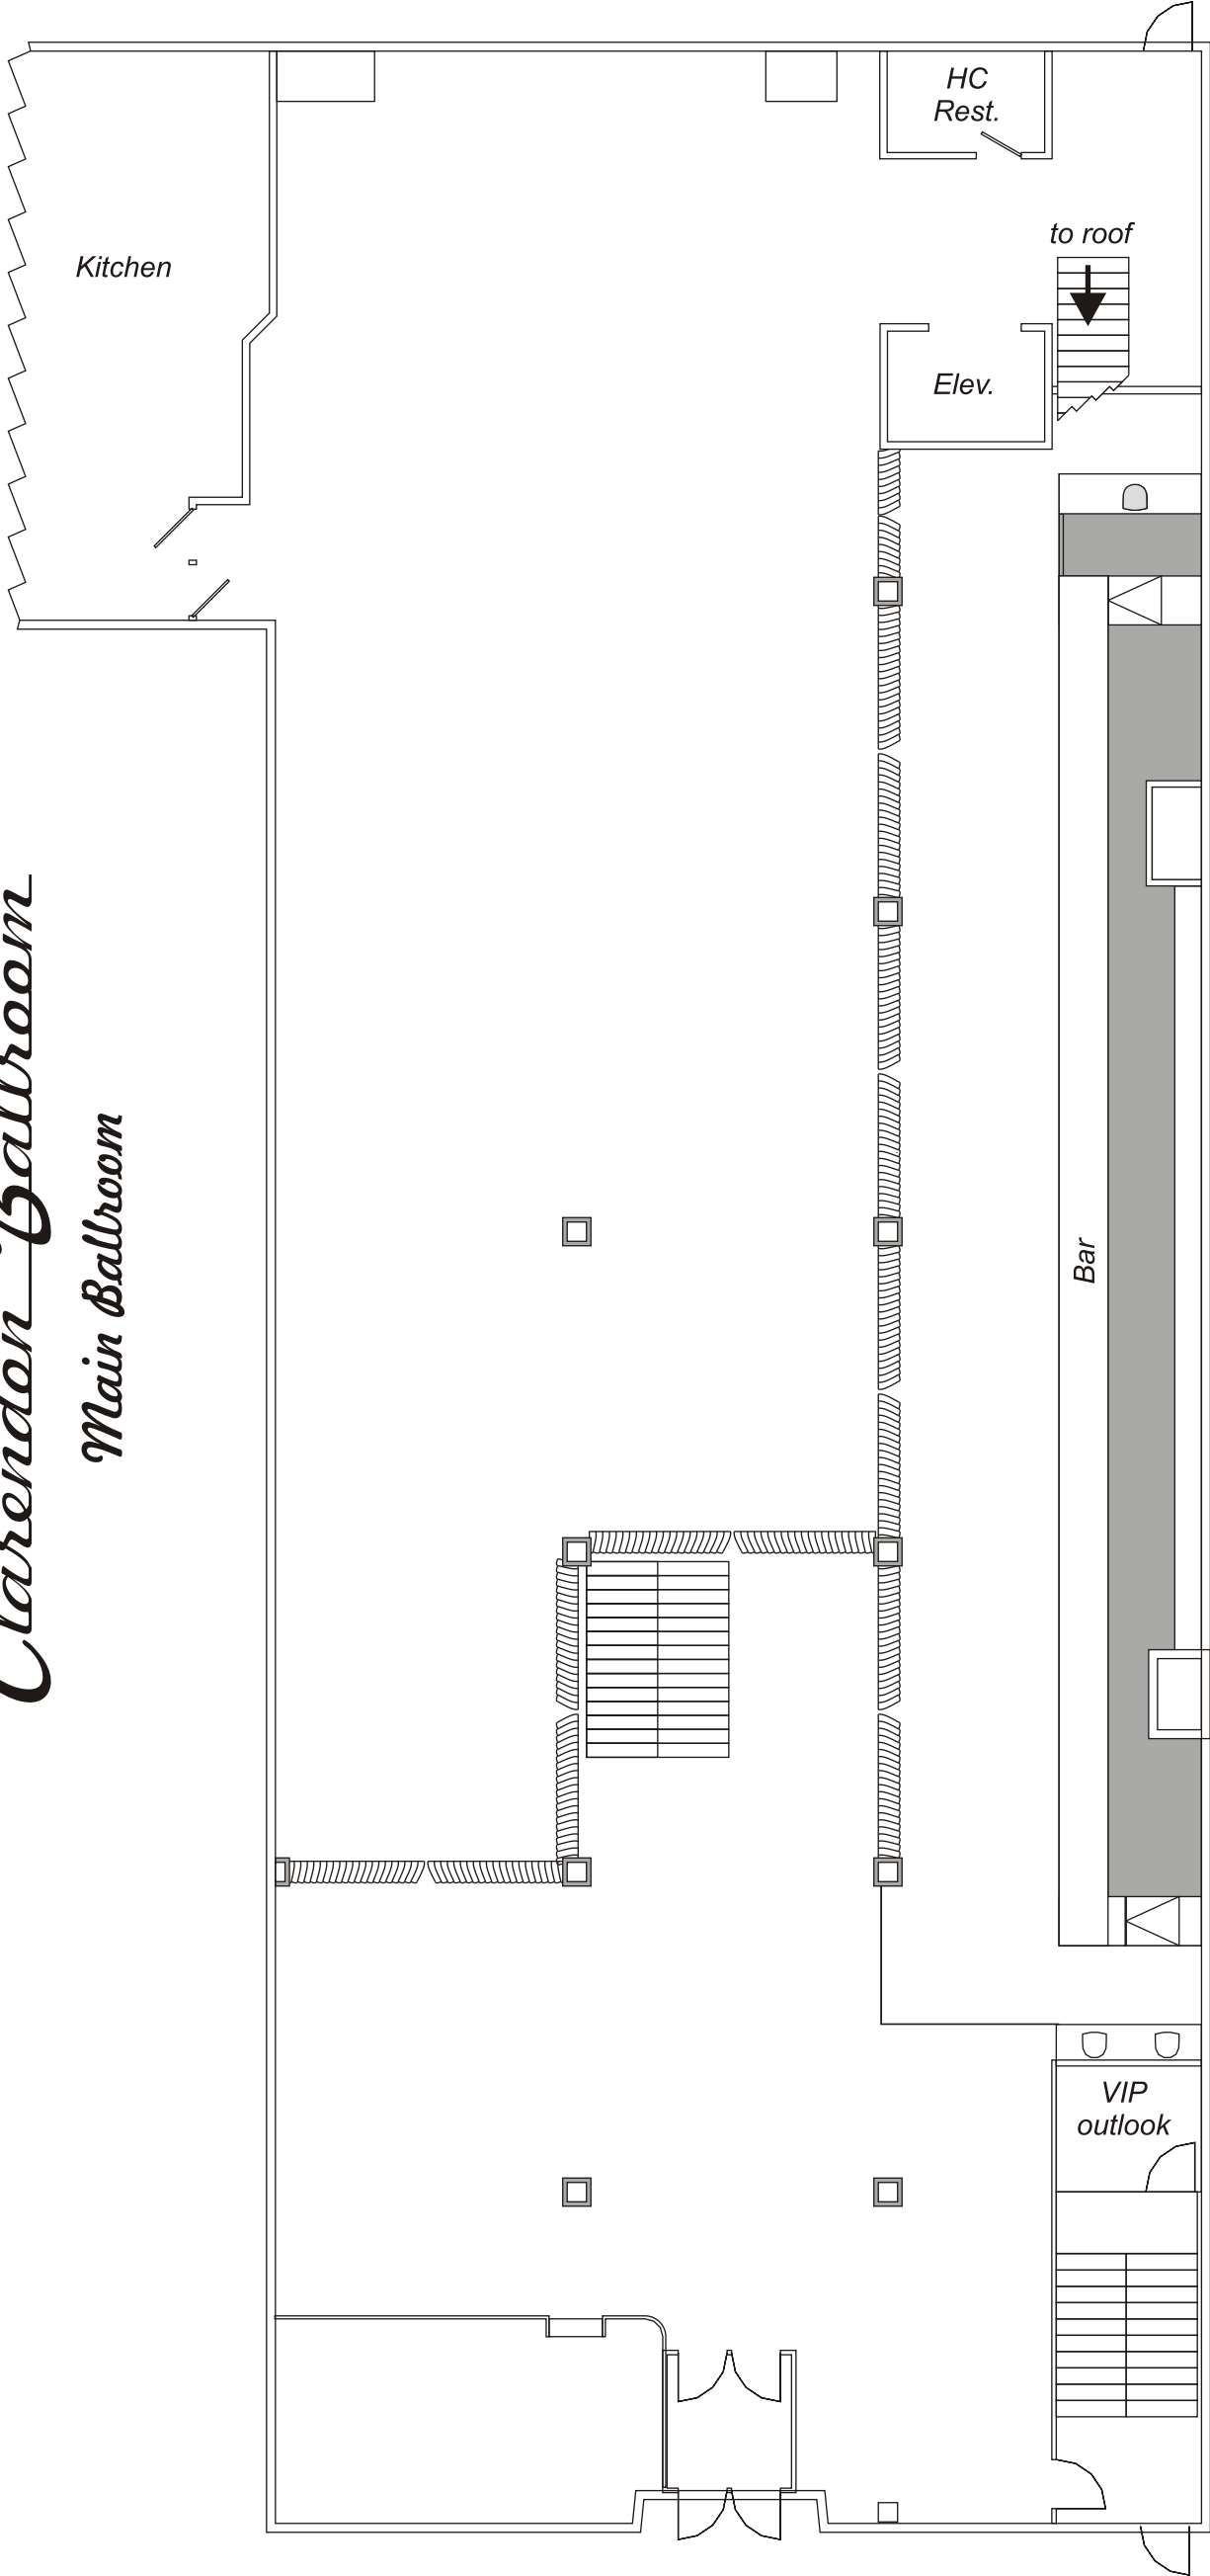 Clarendon Ballroom
Main Ballroom
HC
Rest.
to roof
Kitchen
Elev.
Bar
VIP
outlook